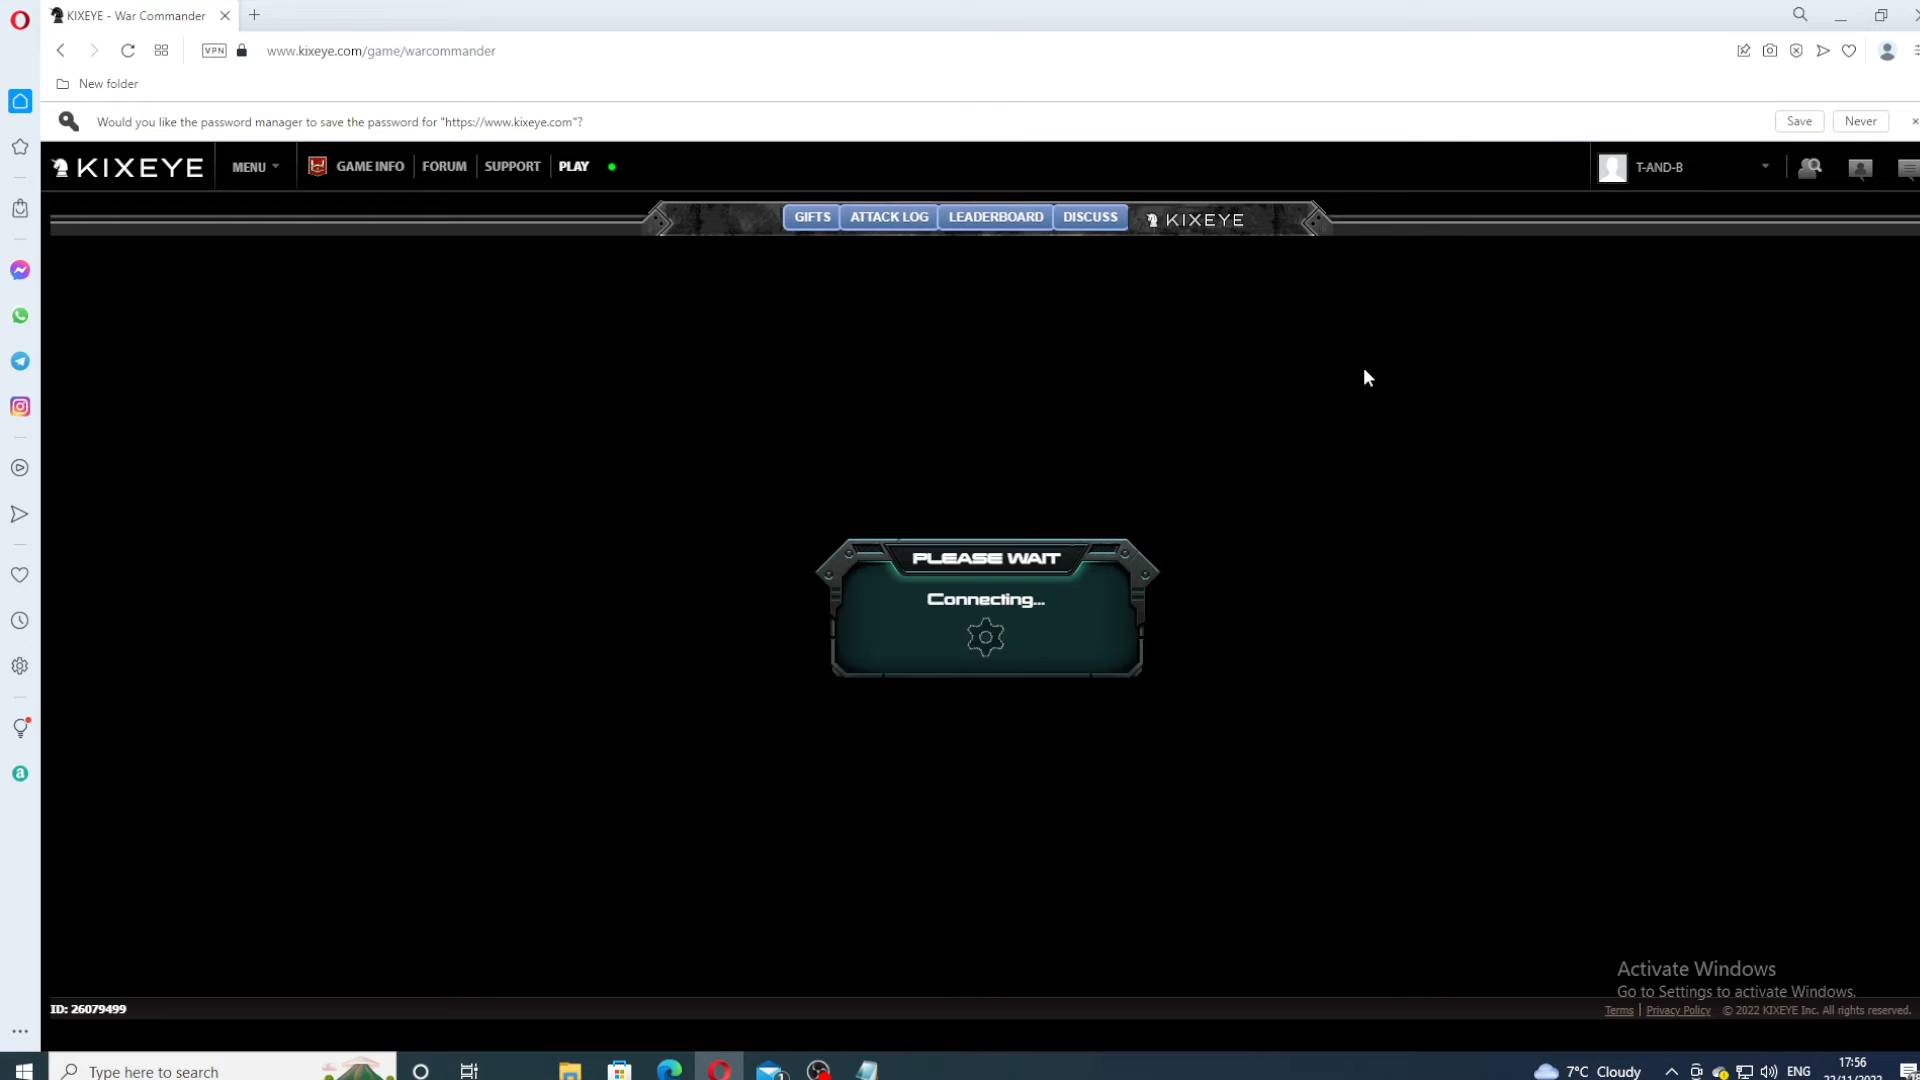 KIXEYE - War Commander
VPN
www.kixeye.com/game/warcommander
New folder
Would you like the password manager to save the password for "https://www.kixeye.com"?
Save
Never
KIXEYE
MENU
GAME INFO
FORUM
SUPPORT
PLAY
T-AND-B
GIFTS
ATTACK LOG
LEADERBOARD
DISCUSS
KIXEYE
PLEASE WAIT
Connecting...
Activate Windows
Go to Settings to activate Windows.
ID: 26079499
Terms | Privacy Policy © 2022 KIXEYE Inc. All rights reserved.
Type here to search
7°C Cloudy
ENG
17:56